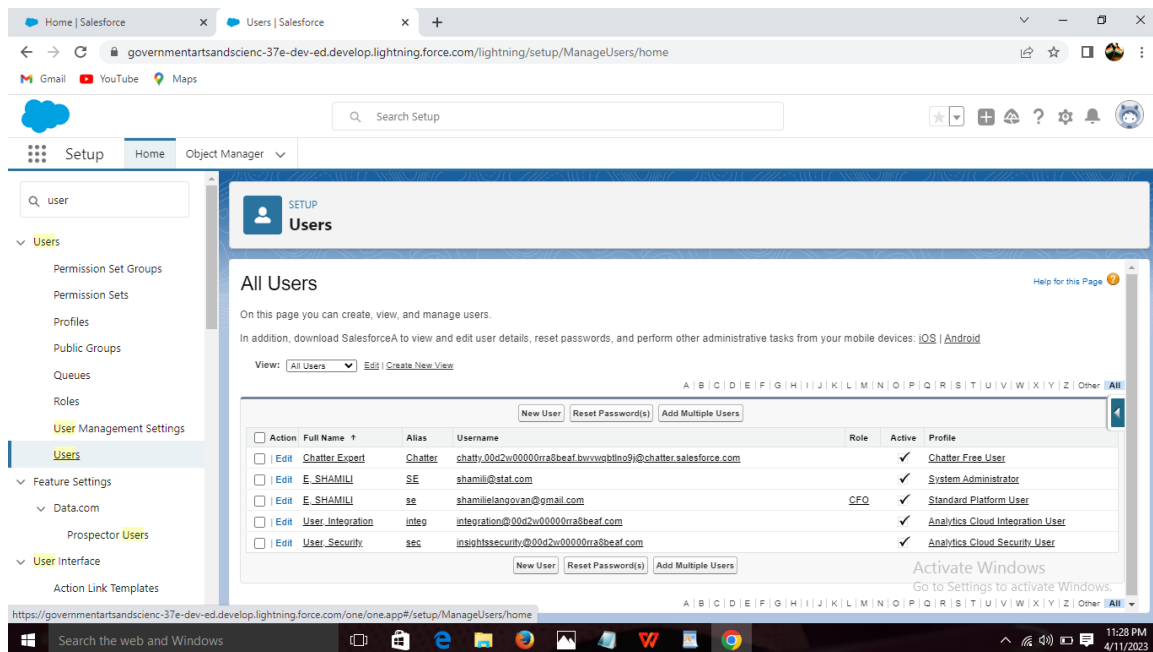 Home | Salesforce
Users | Salesforce
governmentartsandscienc-37e-dev-ed.develop.lightning.force.com/lightning/setup/ManageUsers/home
Gmail YouTube Maps
Search Setup
Setup Home Object Manager
user
Users
Permission Set Groups
Permission Sets
Profiles
Public Groups
Queues
Roles
User Management Settings
Users
Feature Settings
Data.com
Prospector Users
User Interface
Action Link Templates
SETUP
Users
All Users
Help for this Page
On this page you can create, view, and manage users.
In addition, download SalesforceA to view and edit user details, reset passwords, and perform other administrative tasks from your mobile devices: iOS | Android
View: All Users Edit | Create New View
A | B | C | D | E | F | G | H | I | J | K | L | M | N | O | P | Q | R | S | T | U | V | W | X | Y | Z | Other All
New User Reset Password(s) Add Multiple Users
Action Full Name ↑ Alias Username Role Active Profile
| Edit Chatter Expert Chatter chatty.00d2w00000rra8beaf.bwvwqbtlno9j@chatter.salesforce.com ✓ Chatter Free User
| Edit E, SHAMILI SE shamili@stat.com ✓ System Administrator
| Edit E, SHAMILI se shamilielangovan@gmail.com CFO ✓ Standard Platform User
| Edit User, Integration integ integration@00d2w00000rra8beaf.com ✓ Analytics Cloud Integration User
| Edit User, Security sec insightssecurity@00d2w00000rra8beaf.com ✓ Analytics Cloud Security User
New User Reset Password(s) Add Multiple Users
A | B | C | D | E | F | G | H | I | J | K | L | M | N | O | P | Q | R | S | T | U | V | W | X | Y | Z | Other All
Activate Windows
Go to Settings to activate Windows.
https://governmentartsandscienc-37e-dev-ed.develop.lightning.force.com/one/one.app#/setup/ManageUsers/home
Search the web and Windows
11:28 PM
4/11/2023